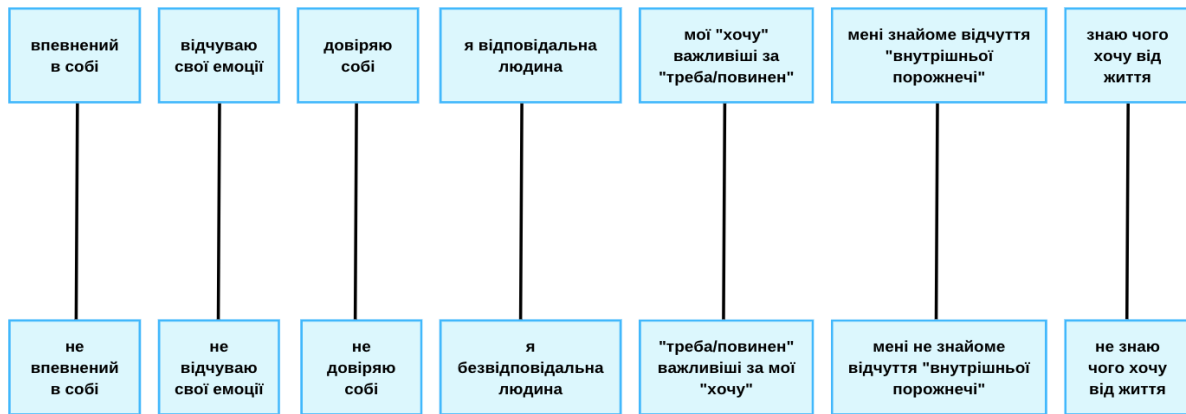 впевнений
в собі
відчуваю
свої емоції
довіряю
собі
я відповідальна
людина
мої "хочу"
важливіші за
"треба/повинен"
мені знайоме відчуття
"внутрішньої
порожнечі"
знаю чого
хочу від
життя
не
впевнений
в собі
не
відчуваю
свої емоції
не
довіряю
собі
я
безвідповідальна
людина
"треба/повинен"
важливіші за мої
"хочу"
мені не знайоме
відчуття "внутрішньої
порожнечі"
не знаю
чого хочу
від життя